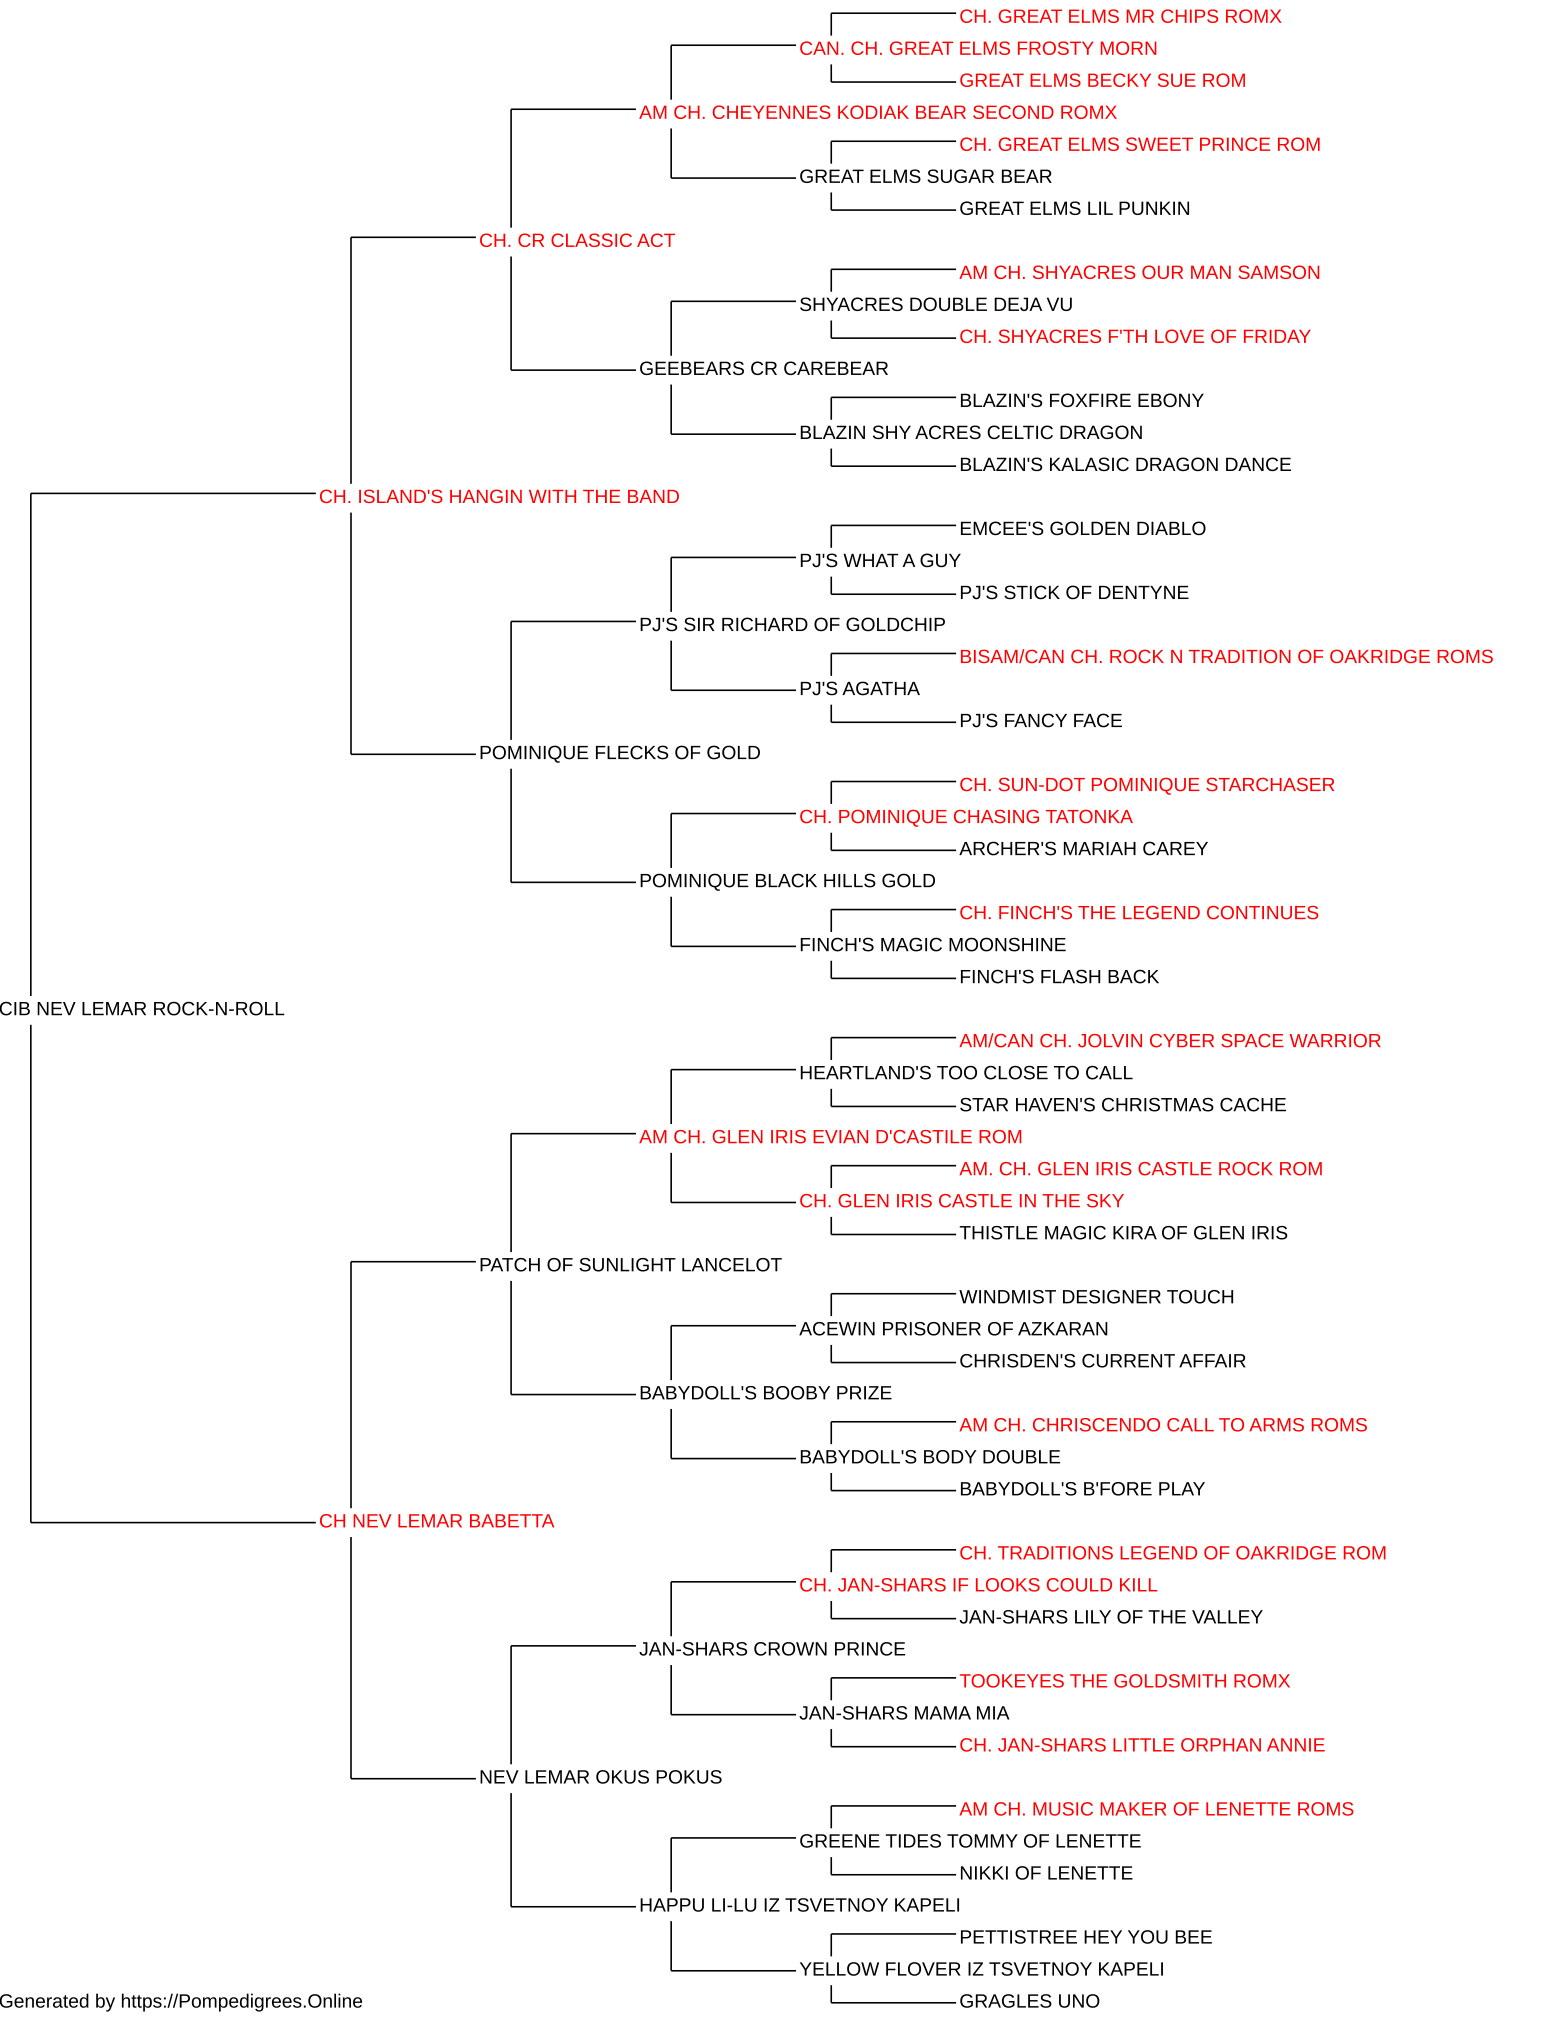 CH. GREAT ELMS MR CHIPS ROMX
CAN. CH. GREAT ELMS FROSTY MORN
GREAT ELMS BECKY SUE ROM
AM CH. CHEYENNES KODIAK BEAR SECOND ROMX
CH. GREAT ELMS SWEET PRINCE ROM
GREAT ELMS SUGAR BEAR
GREAT ELMS LIL PUNKIN
CH. CR CLASSIC ACT
AM CH. SHYACRES OUR MAN SAMSON
SHYACRES DOUBLE DEJA VU
CH. SHYACRES F'TH LOVE OF FRIDAY
GEEBEARS CR CAREBEAR
BLAZIN'S FOXFIRE EBONY
BLAZIN SHY ACRES CELTIC DRAGON
BLAZIN'S KALASIC DRAGON DANCE
CH. ISLAND'S HANGIN WITH THE BAND
EMCEE'S GOLDEN DIABLO
PJ'S WHAT A GUY
PJ'S STICK OF DENTYNE
PJ'S SIR RICHARD OF GOLDCHIP
BISAM/CAN CH. ROCK N TRADITION OF OAKRIDGE ROMS
PJ'S AGATHA
PJ'S FANCY FACE
POMINIQUE FLECKS OF GOLD
CH. SUN-DOT POMINIQUE STARCHASER
CH. POMINIQUE CHASING TATONKA
ARCHER'S MARIAH CAREY
POMINIQUE BLACK HILLS GOLD
CH. FINCH'S THE LEGEND CONTINUES
FINCH'S MAGIC MOONSHINE
FINCH'S FLASH BACK
CIB NEV LEMAR ROCK-N-ROLL
AM/CAN CH. JOLVIN CYBER SPACE WARRIOR
HEARTLAND'S TOO CLOSE TO CALL
STAR HAVEN'S CHRISTMAS CACHE
AM CH. GLEN IRIS EVIAN D'CASTILE ROM
AM. CH. GLEN IRIS CASTLE ROCK ROM
CH. GLEN IRIS CASTLE IN THE SKY
THISTLE MAGIC KIRA OF GLEN IRIS
PATCH OF SUNLIGHT LANCELOT
WINDMIST DESIGNER TOUCH
ACEWIN PRISONER OF AZKARAN
CHRISDEN'S CURRENT AFFAIR
BABYDOLL'S BOOBY PRIZE
AM CH. CHRISCENDO CALL TO ARMS ROMS
BABYDOLL'S BODY DOUBLE
BABYDOLL'S B'FORE PLAY
CH NEV LEMAR BABETTA
CH. TRADITIONS LEGEND OF OAKRIDGE ROM
CH. JAN-SHARS IF LOOKS COULD KILL
JAN-SHARS LILY OF THE VALLEY
JAN-SHARS CROWN PRINCE
TOOKEYES THE GOLDSMITH ROMX
JAN-SHARS MAMA MIA
CH. JAN-SHARS LITTLE ORPHAN ANNIE
NEV LEMAR OKUS POKUS
AM CH. MUSIC MAKER OF LENETTE ROMS
GREENE TIDES TOMMY OF LENETTE
NIKKI OF LENETTE
HAPPU LI-LU IZ TSVETNOY KAPELI
PETTISTREE HEY YOU BEE
YELLOW FLOVER IZ TSVETNOY KAPELI
GRAGLES UNO
Generated by https://Pompedigrees.Online